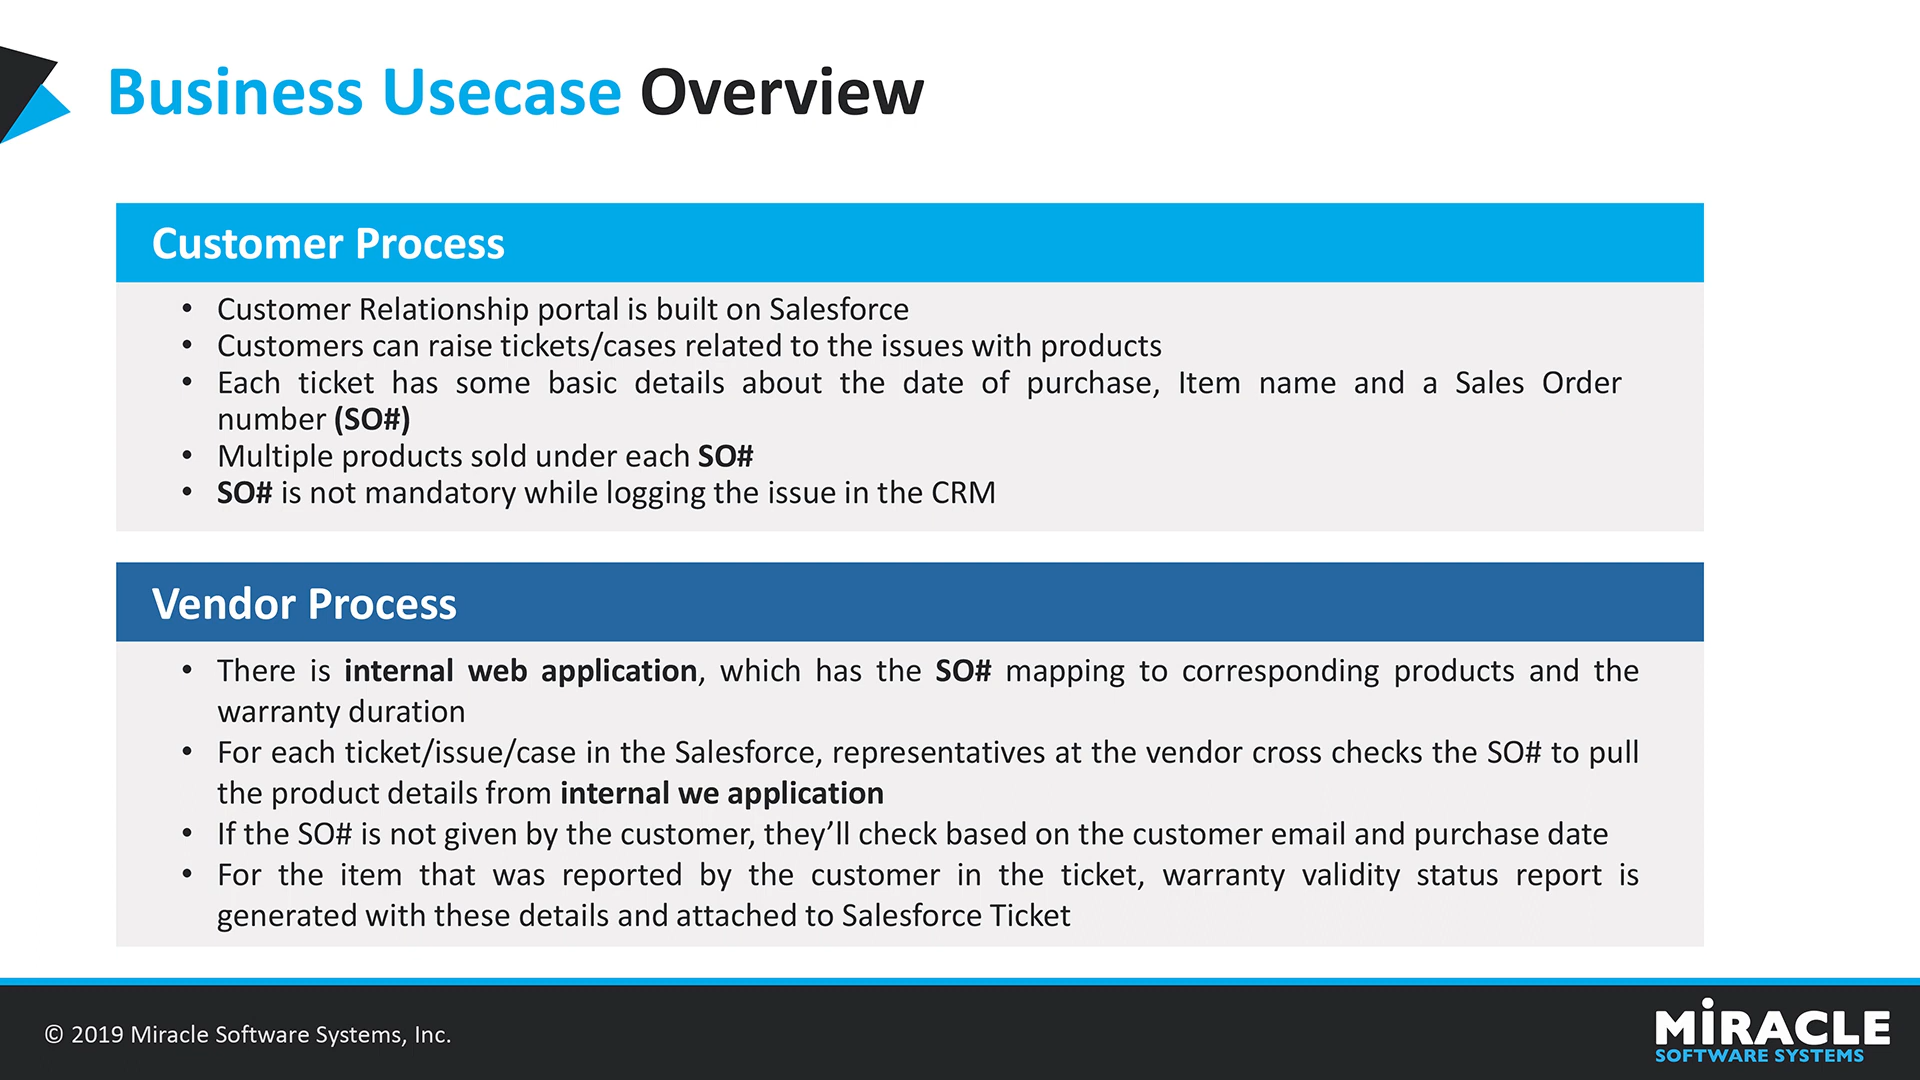 Business Usecase Overview
Customer Process
• Customer Relationship portal is built on Salesforce
• Customers can raise tickets/cases related to the issues with products
• Each ticket has some basic details about the date of purchase, Item name and a Sales Order
number (SO#)
• Multiple products sold under each SO#
• SO# is not mandatory while logging the issue in the CRM
Vendor Process
• There is internal web application, which has the SO# mapping to corresponding products and the
warranty duration
• For each ticket/issue/case in the Salesforce, representatives at the vendor cross checks the SO# to pull
the product details from internal we application
• If the SO# is not given by the customer, they’ll check based on the customer email and purchase date
• For the item that was reported by the customer in the ticket, warranty validity status report is
generated with these details and attached to Salesforce Ticket
© 2019 Miracle Software Systems, Inc.
MiRACLE
SOFTWARE SYSTEMS